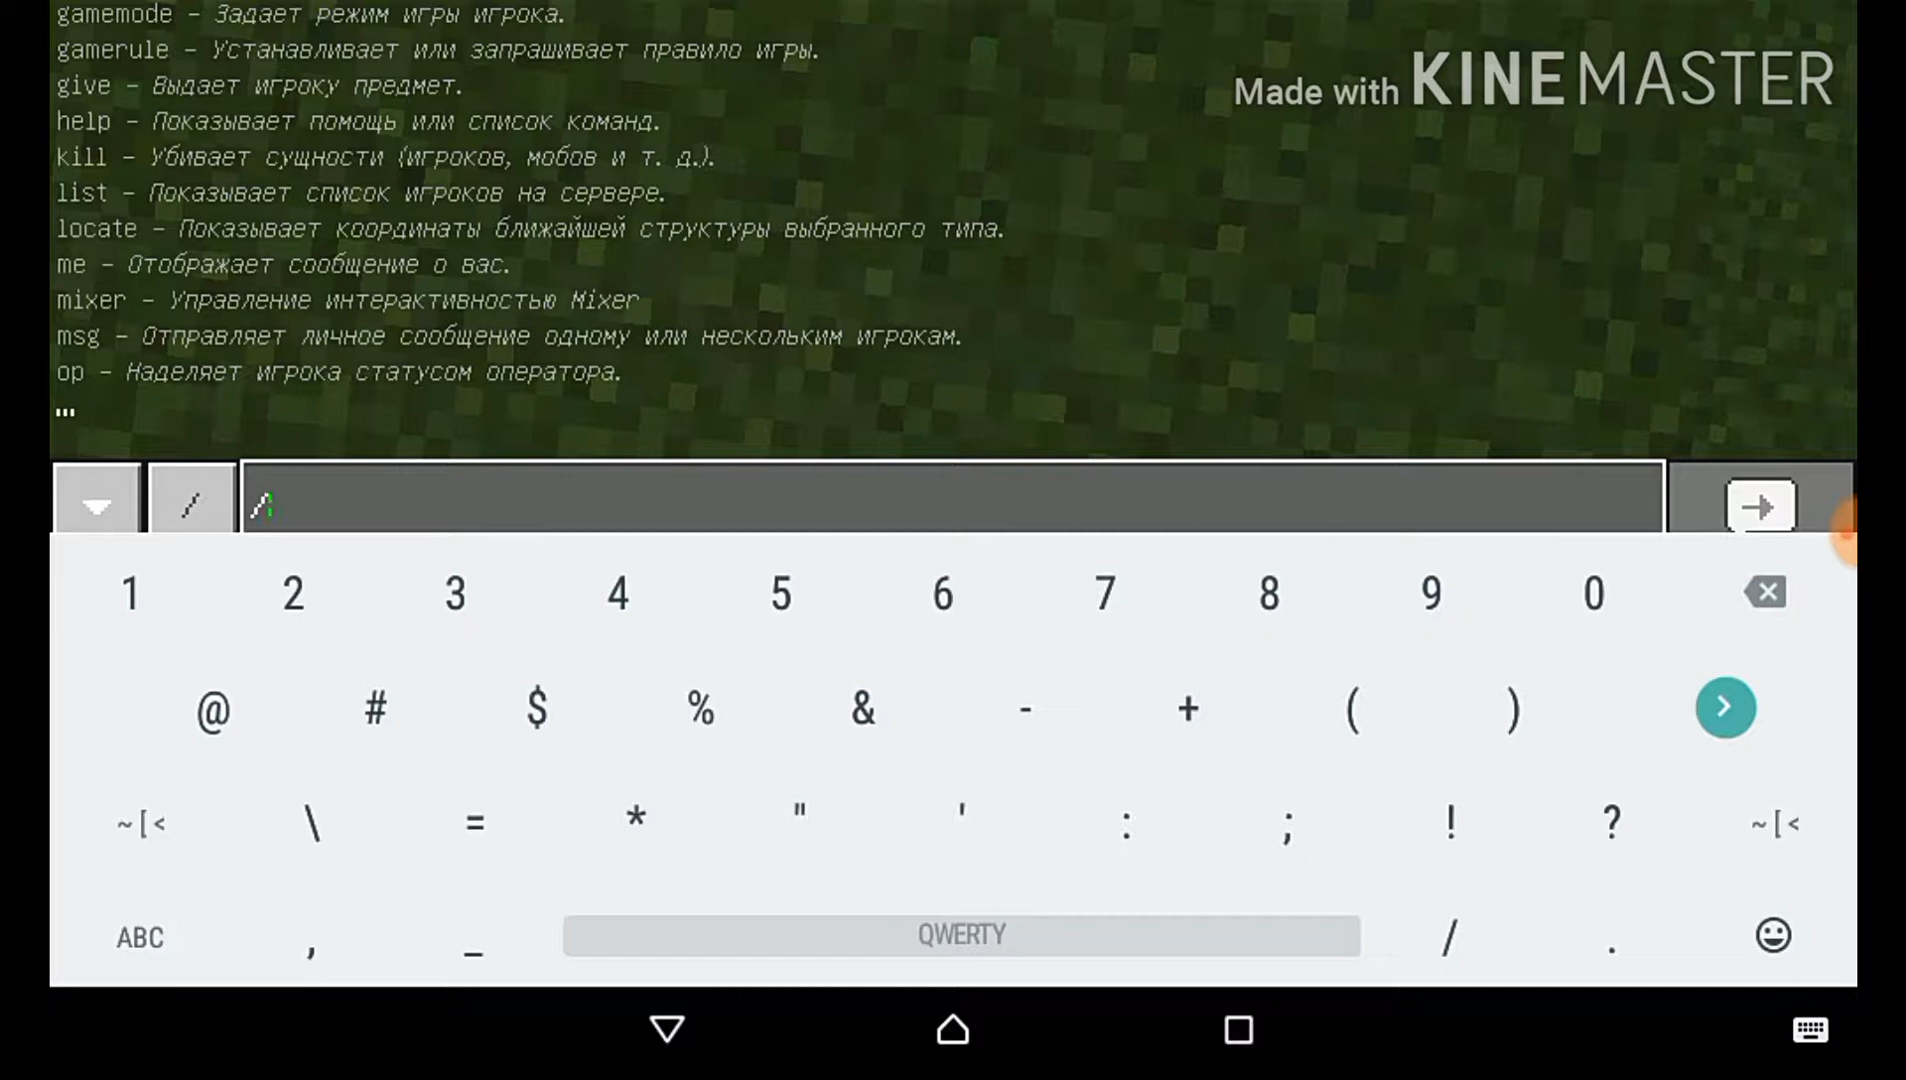 gamemode – Задает режим игры игрока.
gamerule – Устанавливает или запрашивает правило игры.
give – Выдает игроку предмет.
help – Показывает помощь или список команд.
kill – Убивает сущности (игроков, мобов и т. д.).
list – Показывает список игроков на сервере.
locate – Показывает координаты ближайшей структуры выбранного типа.
me – Отображает сообщение о вас.
mixer – Управление интерактивностью Mixer
msg – Отправляет личное сообщение одному или нескольким игрокам.
op – Наделяет игрока статусом оператора.
...
Made with KINEMASTER
/ /
1 2 3 4 5 6 7 8 9 0
@ # $ % & - + ( )
~[< \ = * " ' : ; ! ? ~[<
ABC , _ QWERTY / .